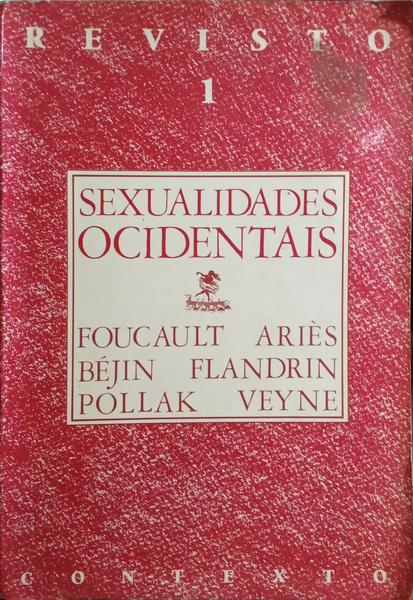 REVISTO
1
SEXUALIDADES
OCIDENTAIS
FOUCAULT ARIÈS
BÉJIN FLANDRIN
POLLAK VEYNE
CONTEXTO